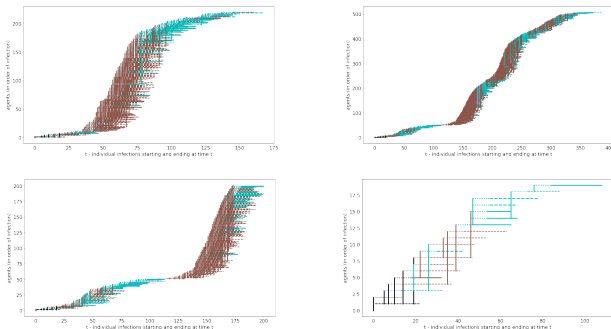 200
150
100
50
0
agents (in order of infection)
0 25 50 75 100 125 150 175
t - individual infections starting and ending at time t
500
400
300
200
100
0
agents (in order of infection)
0 50 100 150 200 250 300 350 400
t - individual infections starting and ending at time t
200
175
150
125
100
75
50
25
0
agents (in order of infection)
0 25 50 75 100 125 150 175 200
t - individual infections starting and ending at time t
17.5
15.0
12.5
10.0
7.5
5.0
2.5
0.0
agents (in order of infection)
0 20 40 60 80 100
t - individual infections starting and ending at time t